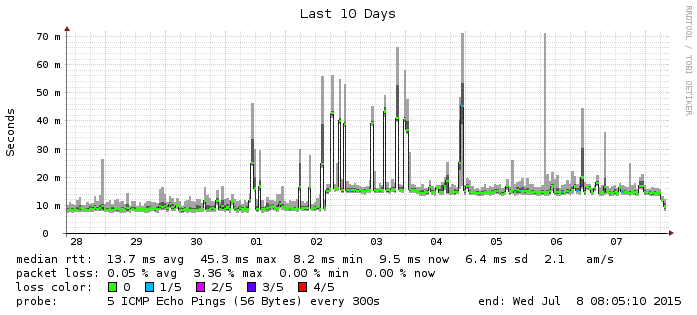 Last 10 Days
RRDTOOL / TOBI OETIKER
Seconds
70 m
60 m
50 m
40 m
30 m
20 m
10 m
0
28 29 30 01 02 03 04 05 06 07
median rtt: 13.7 ms avg 45.3 ms max 8.2 ms min 9.5 ms now 6.4 ms sd 2.1 am/s
packet loss: 0.05 % avg 3.36 % max 0.00 % min 0.00 % now
loss color: 0 1/5 2/5 3/5 4/5
probe: 5 ICMP Echo Pings (56 Bytes) every 300s end: Wed Jul 8 08:05:10 2015